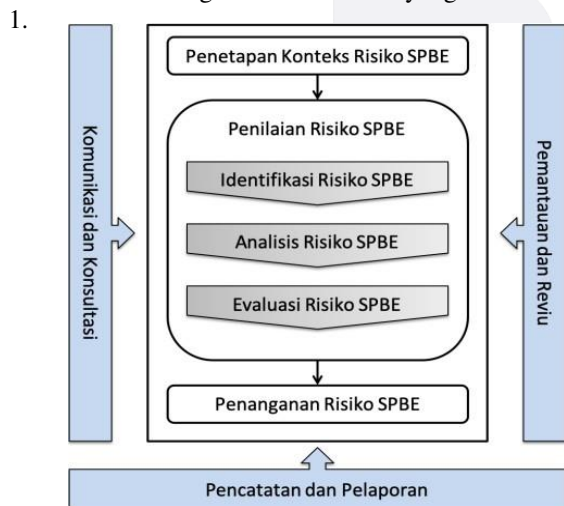 1.
Penetapan Konteks Risiko SPBE
Penilaian Risiko SPBE
Identifikasi Risiko SPBE
Analisis Risiko SPBE
Evaluasi Risiko SPBE
Penanganan Risiko SPBE
Komunikasi dan Konsultasi
Pemantauan dan Reviu
Pencatatan dan Pelaporan